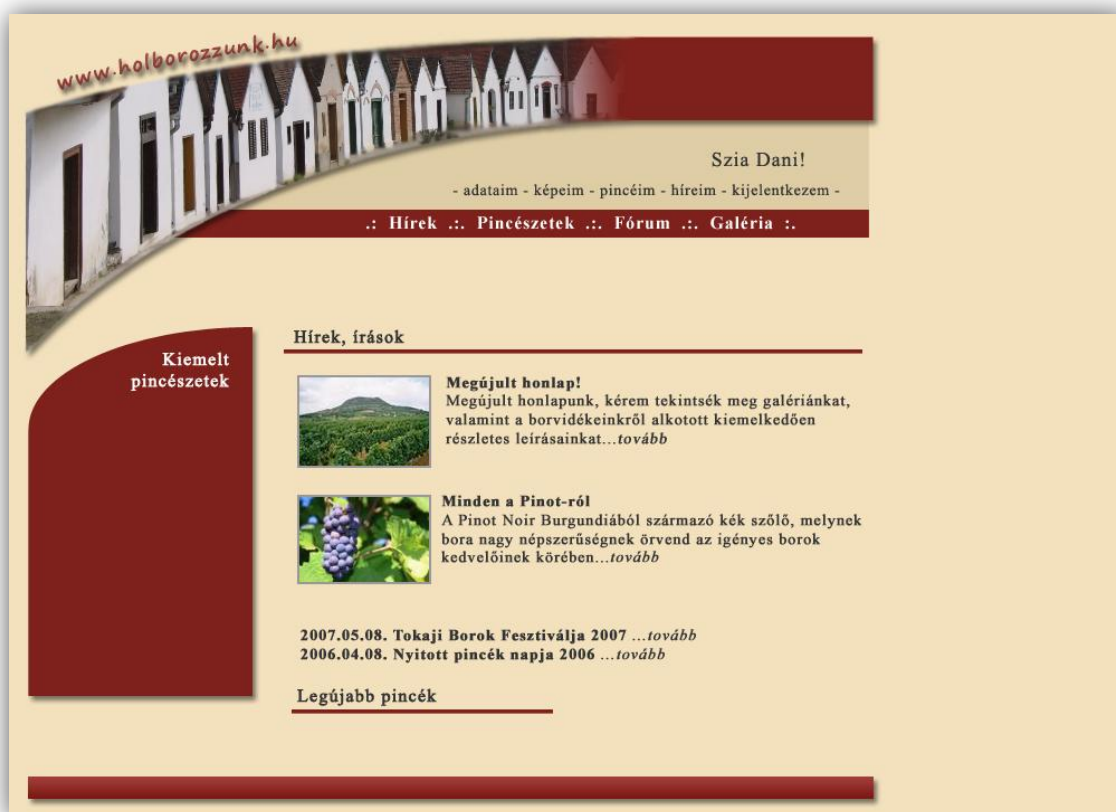 www.holborozzunk.hu
Szia Dani!
- adataim - képeim - pincéim - híreim - kijelentkezem -
.: Hírek .:. Pincészetek .:. Fórum .:. Galéria :.
Kiemelt
pincészetek
Hírek, írások
Megújult honlap!
Megújult honlapunk, kérem tekintsék meg galériánkat,
valamint a borvidékeinkről alkotott kiemelkedően
részletes leírásainkat...tovább
Minden a Pinot-ról
A Pinot Noir Burgundiából származó kék szőlő, melynek
bora nagy népszerűségnek örvend az igényes borok
kedvelőinek körében...tovább
2007.05.08. Tokaji Borok Fesztiválja 2007 ...tovább
2006.04.08. Nyitott pincék napja 2006 ...tovább
Legújabb pincék